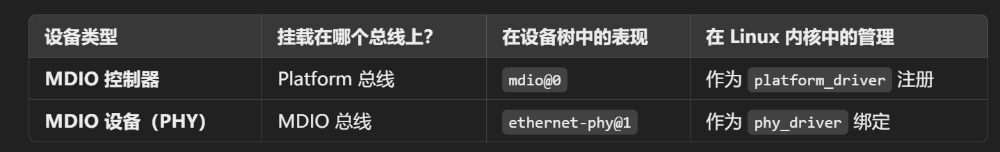 设备类型 挂载在哪个总线上？ 在设备树中的表现 在 Linux 内核中的管理
MDIO 控制器 Platform 总线 mdio@0 作为 platform_driver 注册
MDIO 设备（PHY） MDIO 总线 ethernet-phy@1 作为 phy_driver 绑定